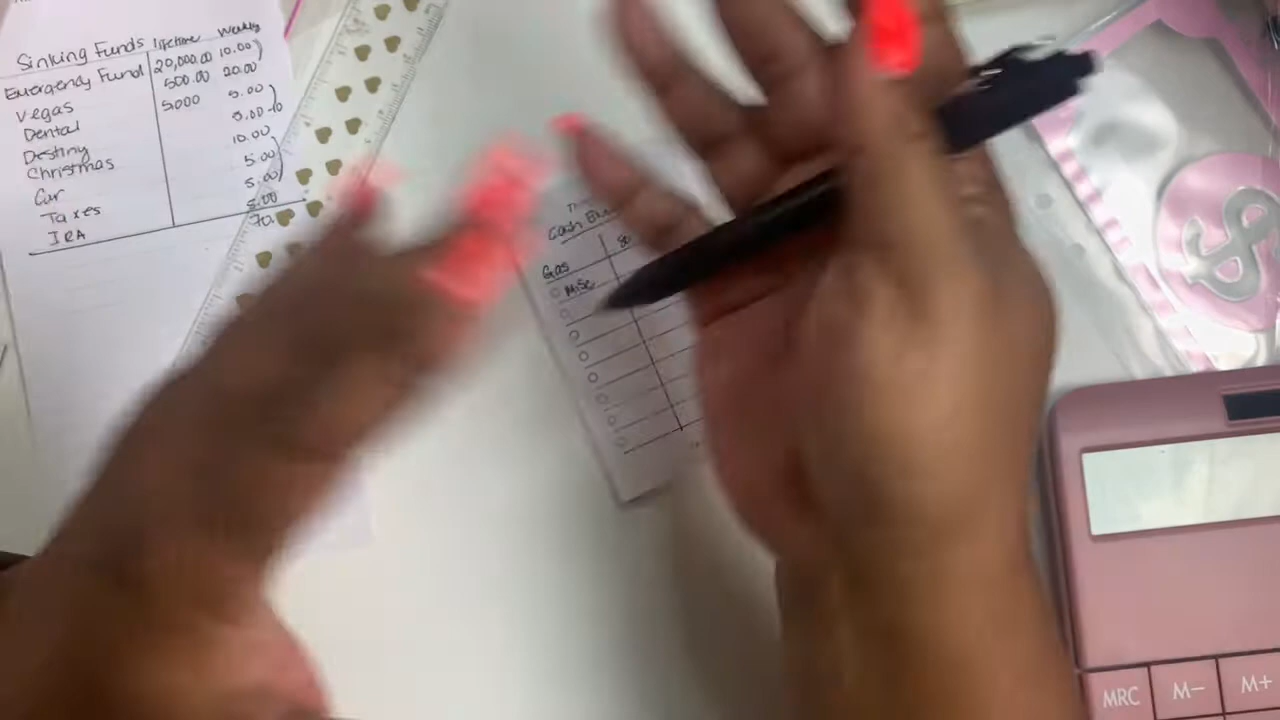 Sinking Funds lifetime weekly
Emergency Fund 20,000.00 10.00)
Vegas 500.00 20.00
Dental 5000 5.00
Destiny 5.00
Christmas 10.00
Car 5.00
Taxes 5.00
IRA 5.00
70
Cash
Gas 80
Misc
$
MRC M- M+